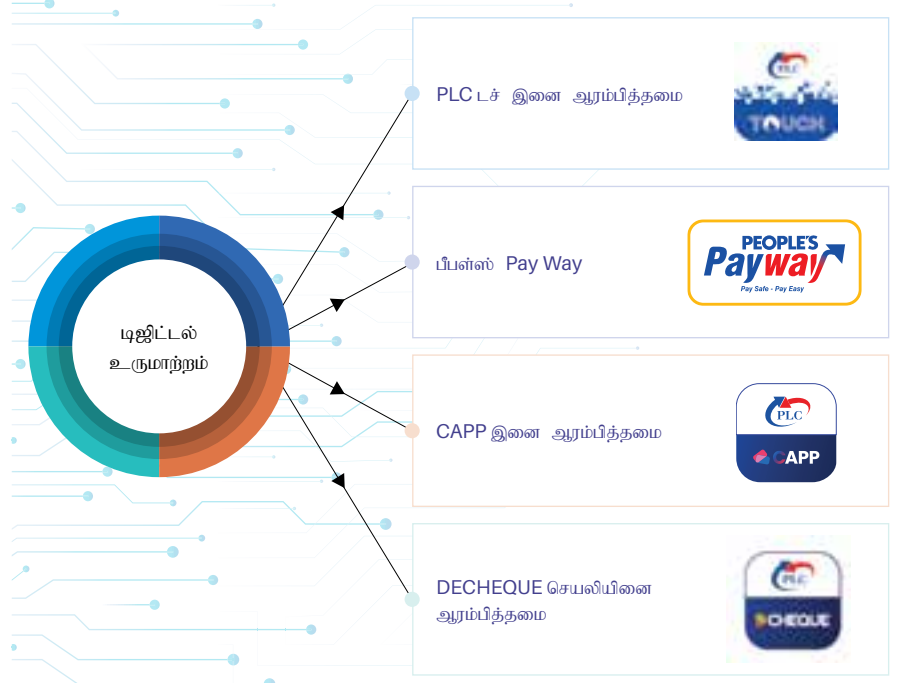 PLC டச் இனை ஆரம்பித்தமை
PLC
TOUCH
பீபள்ஸ் Pay Way
PEOPLE'S
Payway
Pay Safe - Pay Easy
டிஜிட்டல்
உருமாற்றம்
CAPP இனை ஆரம்பித்தமை
PLC
CAPP
DECHEQUE செயலியினை
ஆரம்பித்தமை
PLC
CHEQUE